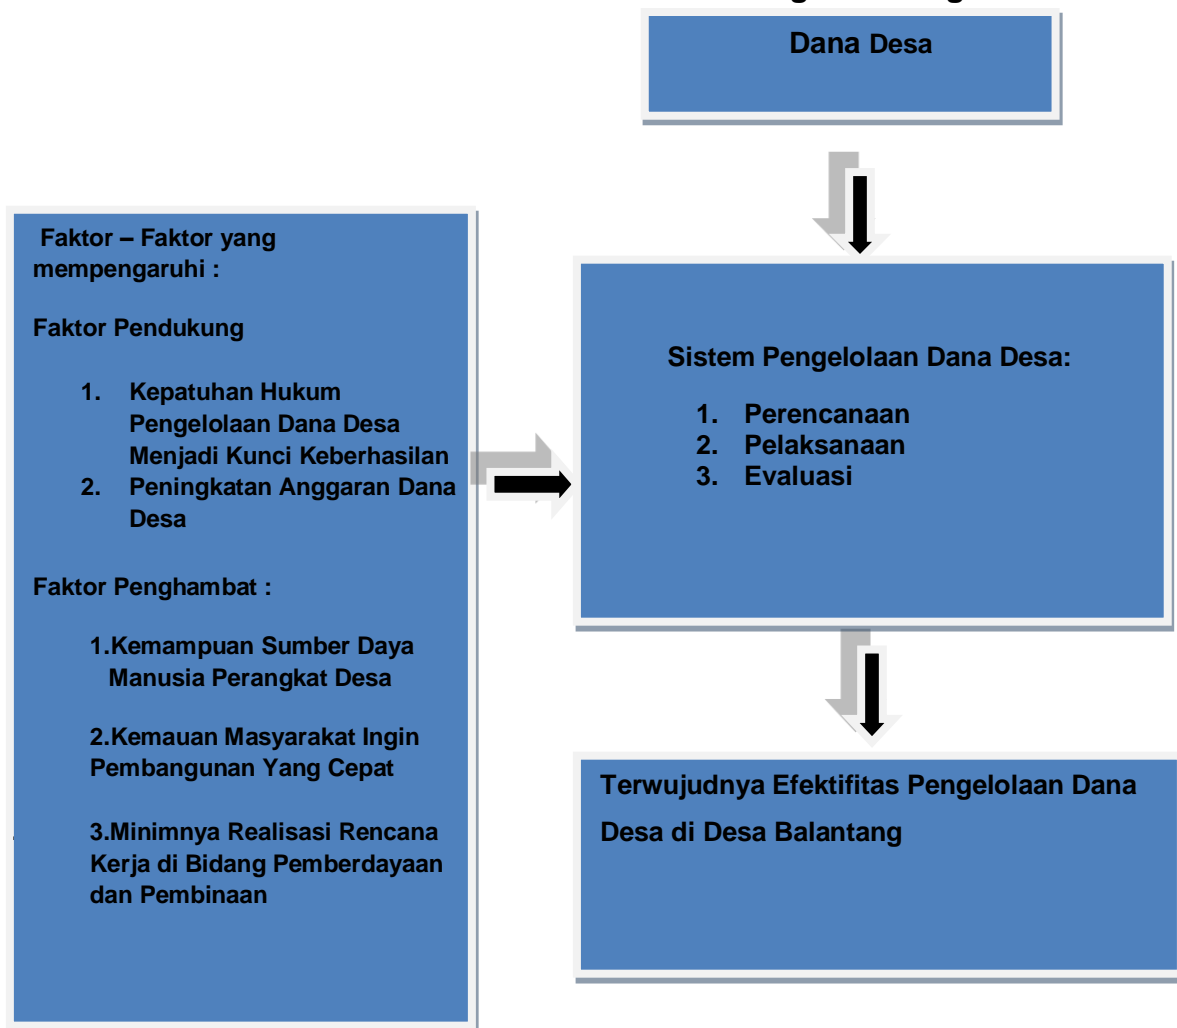 Dana Desa
Faktor – Faktor yang
mempengaruhi :
Faktor Pendukung
1. Kepatuhan Hukum
Pengelolaan Dana Desa
Menjadi Kunci Keberhasilan
2. Peningkatan Anggaran Dana
Desa
Faktor Penghambat :
1.Kemampuan Sumber Daya
Manusia Perangkat Desa
2.Kemauan Masyarakat Ingin
Pembangunan Yang Cepat
3.Minimnya Realisasi Rencana
Kerja di Bidang Pemberdayaan
dan Pembinaan
Sistem Pengelolaan Dana Desa:
1. Perencanaan
2. Pelaksanaan
3. Evaluasi
Terwujudnya Efektifitas Pengelolaan Dana
Desa di Desa Balantang